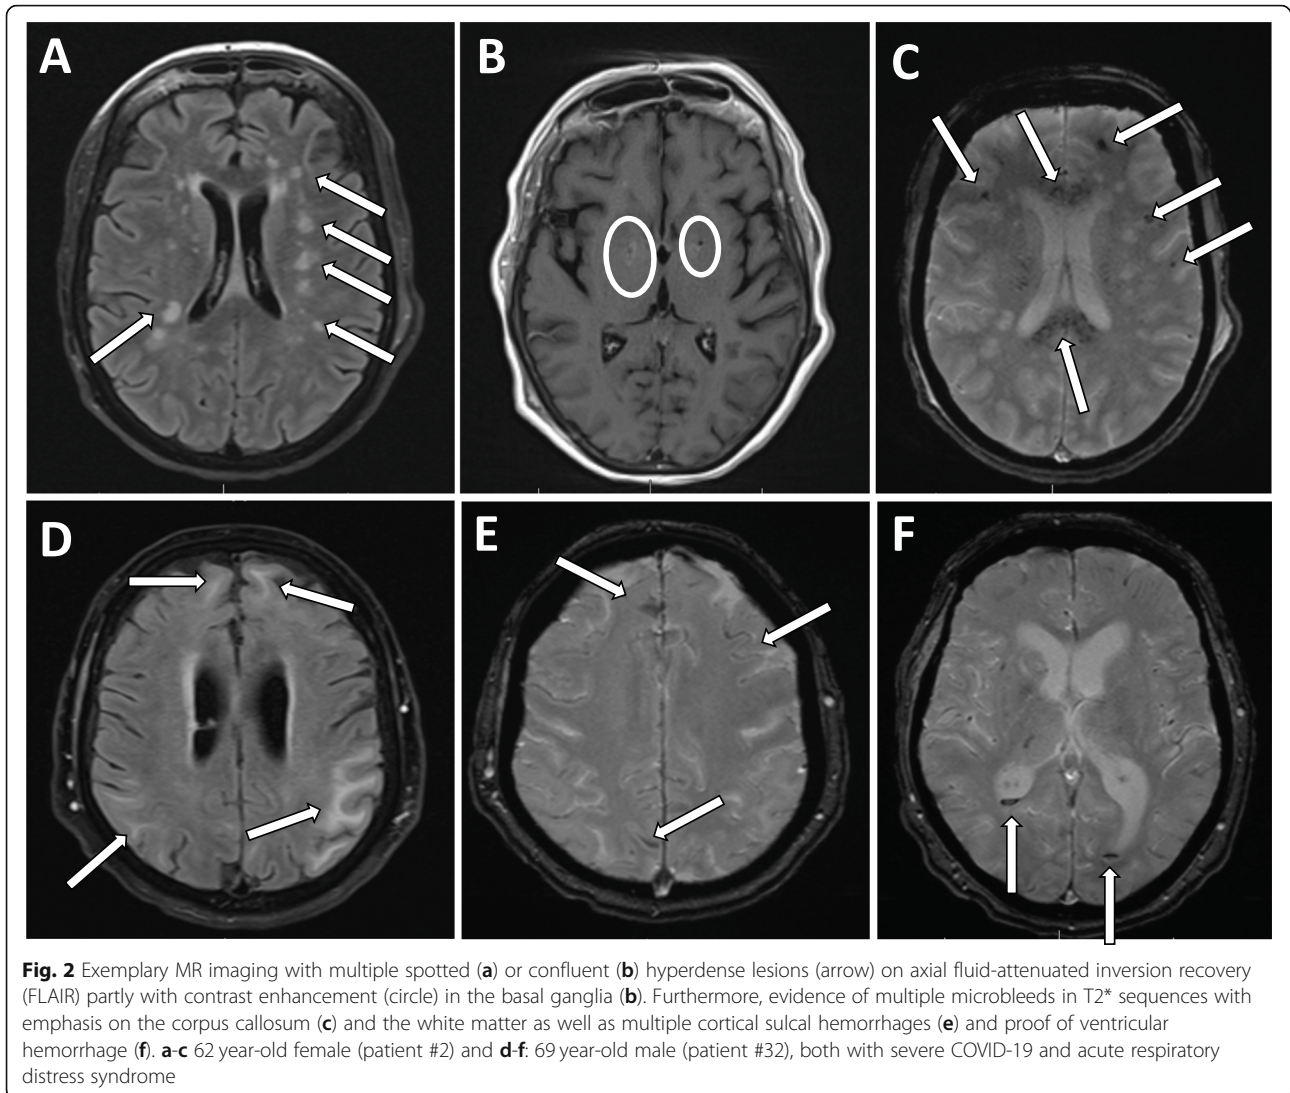 A
B
C
D
E
F
Fig. 2 Exemplary MR imaging with multiple spotted (a) or confluent (b) hyperdense lesions (arrow) on axial fluid-attenuated inversion recovery
(FLAIR) partly with contrast enhancement (circle) in the basal ganglia (b). Furthermore, evidence of multiple microbleeds in T2* sequences with
emphasis on the corpus callosum (c) and the white matter as well as multiple cortical sulcal hemorrhages (e) and proof of ventricular
hemorrhage (f). a-c 62 year-old female (patient #2) and d-f: 69 year-old male (patient #32), both with severe COVID-19 and acute respiratory
distress syndrome